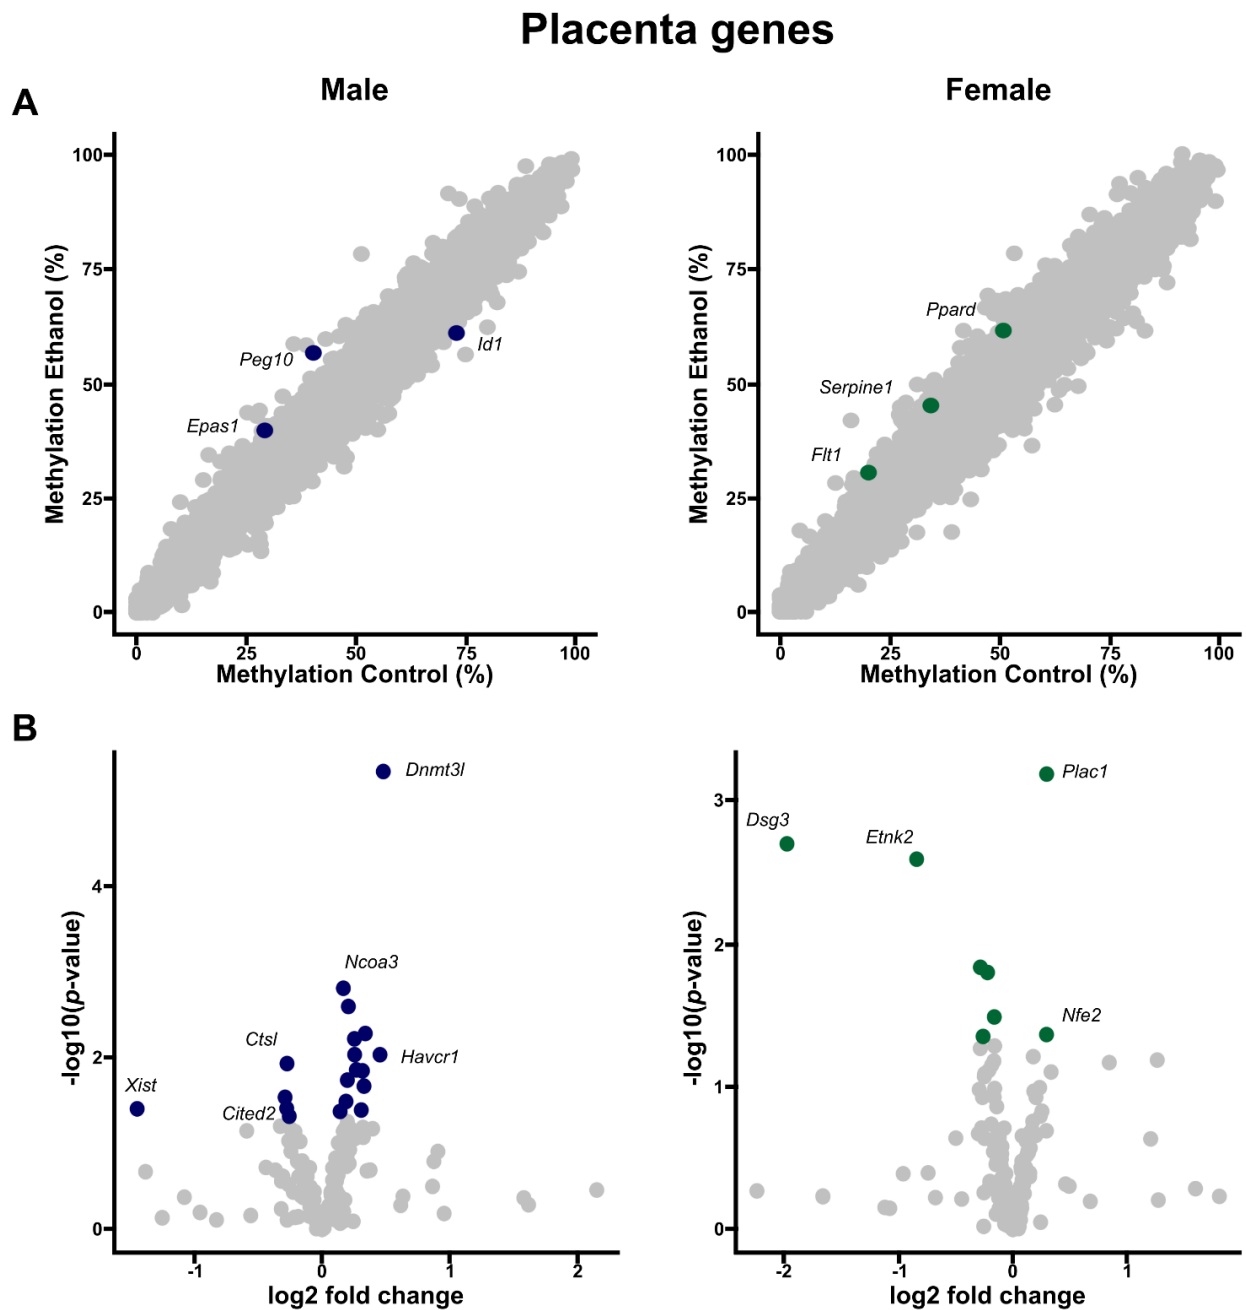 Placenta genes
Male
Female
A
100
75
50
25
0
Methylation Ethanol (%)
Peg10
Id1
Epas1
0
25
50
75
100
Methylation Control (%)
100
75
50
25
0
Methylation Ethanol (%)
Ppard
Serpine1
Flt1
0
25
50
75
100
Methylation Control (%)
B
4
2
0
-log10(p-value)
Dnmt3l
Ncoa3
Ctsl
Havcr1
Xist
Cited2
-1
0
1
2
log2 fold change
3
2
1
0
-log10(p-value)
Plac1
Dsg3
Etnk2
Nfe2
-2
-1
0
1
log2 fold change